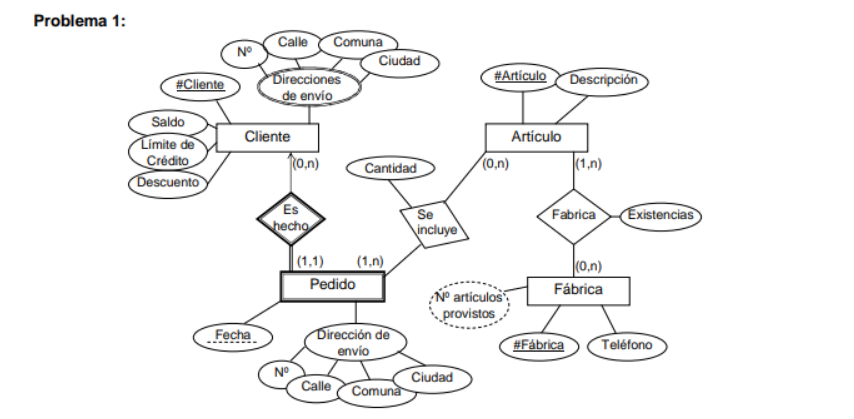 Problema 1:
Nº
Calle
Comuna
Ciudad
#Cliente
Direcciones
de envío
#Artículo
Descripción
Saldo
Límite de
Crédito
Descuento
Cliente
Artículo
(0,n)
Cantidad
(0,n)
(1,n)
Es
hecho
Se
incluye
Fabrica
Existencias
(1,1)
(1,n)
(0,n)
Pedido
Fábrica
Nº artículos
provistos
Fecha
Dirección de
envío
#Fábrica
Teléfono
Nº
Calle
Comuna
Ciudad